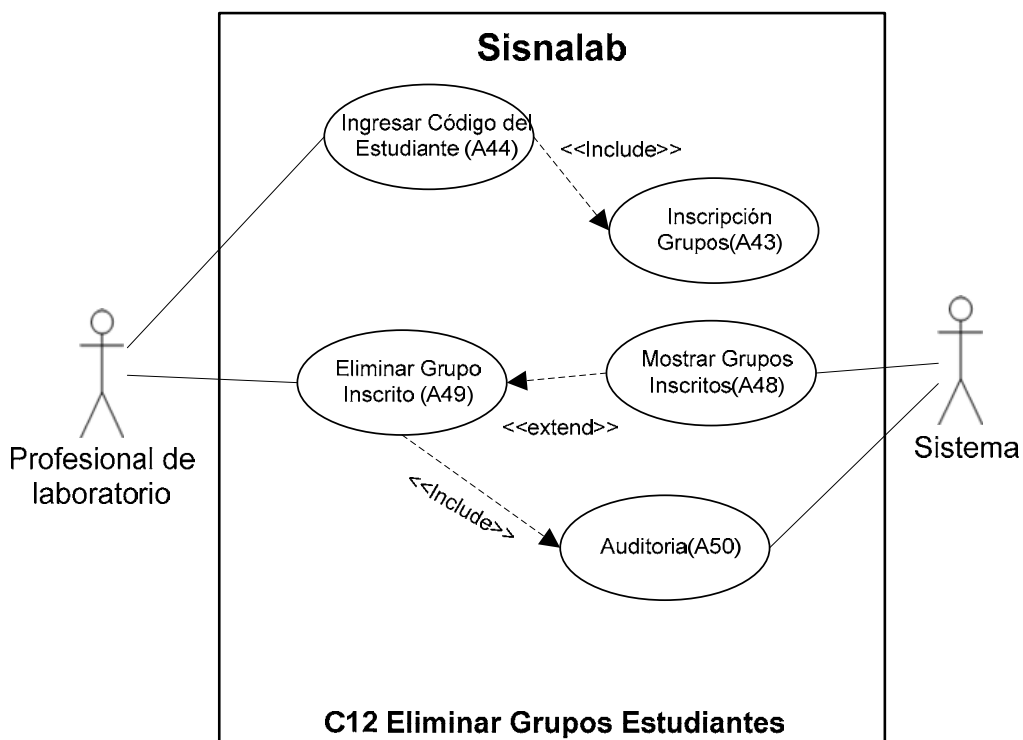 Sisnalab
Ingresar Código del
Estudiante (A44)
<<Include>>
Inscripción
Grupos(A43)
Eliminar Grupo
Inscrito (A49)
Mostrar Grupos
Inscritos(A48)
<<extend>>
Profesional de
laboratorio
Sistema
<<Include>>
Auditoria(A50)
C12 Eliminar Grupos Estudiantes